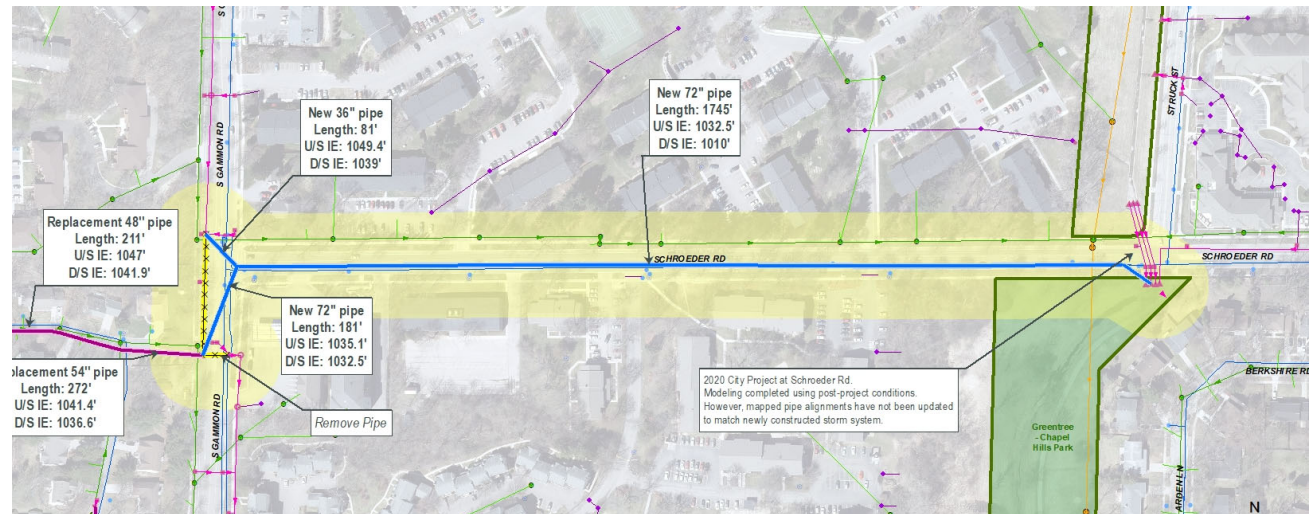 S GAMMON RD
STRUCK ST
New 36" pipe
Length: 81'
U/S IE: 1049.4'
D/S IE: 1039'
New 72" pipe
Length: 1745'
U/S IE: 1032.5'
D/S IE: 1010'
S GAMMON RD
Replacement 48" pipe
Length: 211'
U/S IE: 1047'
D/S IE: 1041.9'
SCHROEDER RD
SCHROEDER RD
New 72" pipe
Length: 181'
U/S IE: 1035.1'
D/S IE: 1032.5'
placement 54" pipe
Length: 272'
U/S IE: 1041.4'
D/S IE: 1036.6'
S GAMMON RD
Remove Pipe
2020 City Project at Schroeder Rd.
Modeling completed using post-project conditions.
However, mapped pipe alignments have not been updated
to match newly constructed storm system.
BERKSHIRE RD
Greentree
- Chapel
Hills Park
ARDEN LN
N